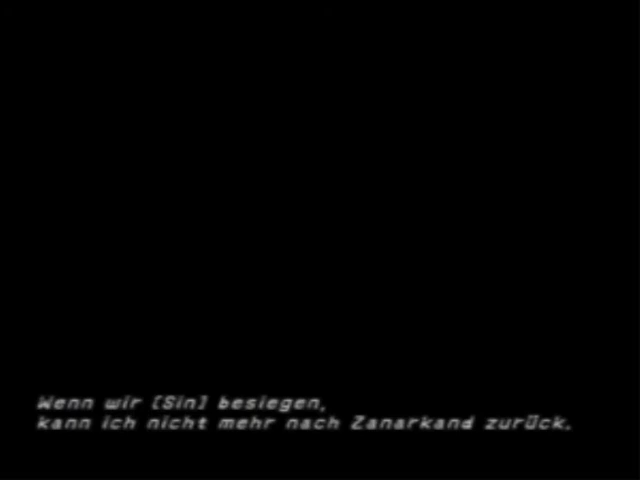 Wenn wir [Sin] besiegen,
kann ich nicht mehr nach Zanarkand zurück.